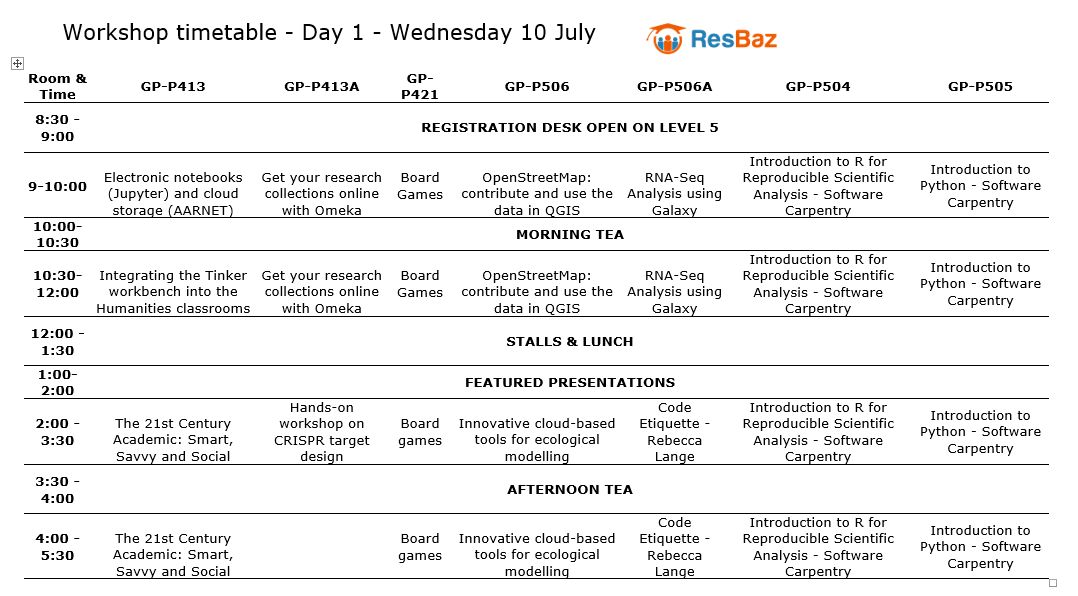 Workshop timetable - Day 1 - Wednesday 10 July
ResBaz
Room & Time GP-P413 GP-P413A GP-P421 GP-P506 GP-P506A GP-P504 GP-P505
8:30 - 9:00 REGISTRATION DESK OPEN ON LEVEL 5
9-10:00 Electronic notebooks (Jupyter) and cloud storage (AARNET) Get your research collections online with Omeka Board Games OpenStreetMap: contribute and use the data in QGIS RNA-Seq Analysis using Galaxy Introduction to R for Reproducible Scientific Analysis - Software Carpentry Introduction to Python - Software Carpentry
10:00-10:30 MORNING TEA
10:30-12:00 Integrating the Tinker workbench into the Humanities classrooms Get your research collections online with Omeka Board Games OpenStreetMap: contribute and use the data in QGIS RNA-Seq Analysis using Galaxy Introduction to R for Reproducible Scientific Analysis - Software Carpentry Introduction to Python - Software Carpentry
12:00 - 1:30 STALLS & LUNCH
1:00-2:00 FEATURED PRESENTATIONS
2:00 - 3:30 The 21st Century Academic: Smart, Savvy and Social Hands-on workshop on CRISPR target design Board games Innovative cloud-based tools for ecological modelling Code Etiquette - Rebecca Lange Introduction to R for Reproducible Scientific Analysis - Software Carpentry Introduction to Python - Software Carpentry
3:30 - 4:00 AFTERNOON TEA
4:00 - 5:30 The 21st Century Academic: Smart, Savvy and Social Board games Innovative cloud-based tools for ecological modelling Code Etiquette - Rebecca Lange Introduction to R for Reproducible Scientific Analysis - Software Carpentry Introduction to Python - Software Carpentry